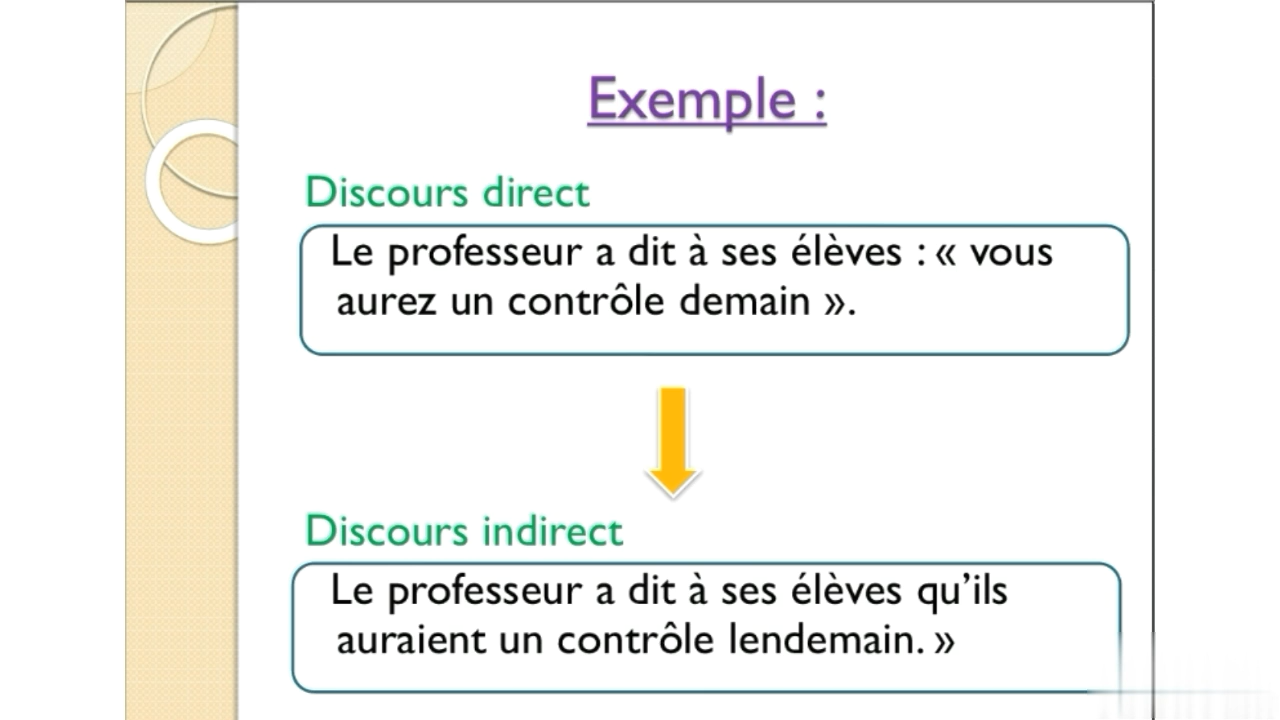 Exemple :
Discours direct
Le professeur a dit à ses élèves : « vous
aurez un contrôle demain ».
Discours indirect
Le professeur a dit à ses élèves qu’ils
auraient un contrôle lendemain. »